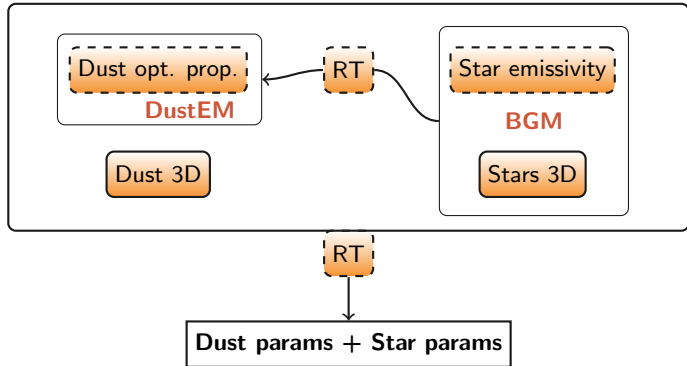 Dust opt. prop.
RT
Star emissivity
DustEM
BGM
Dust 3D
Stars 3D
RT
Dust params + Star params